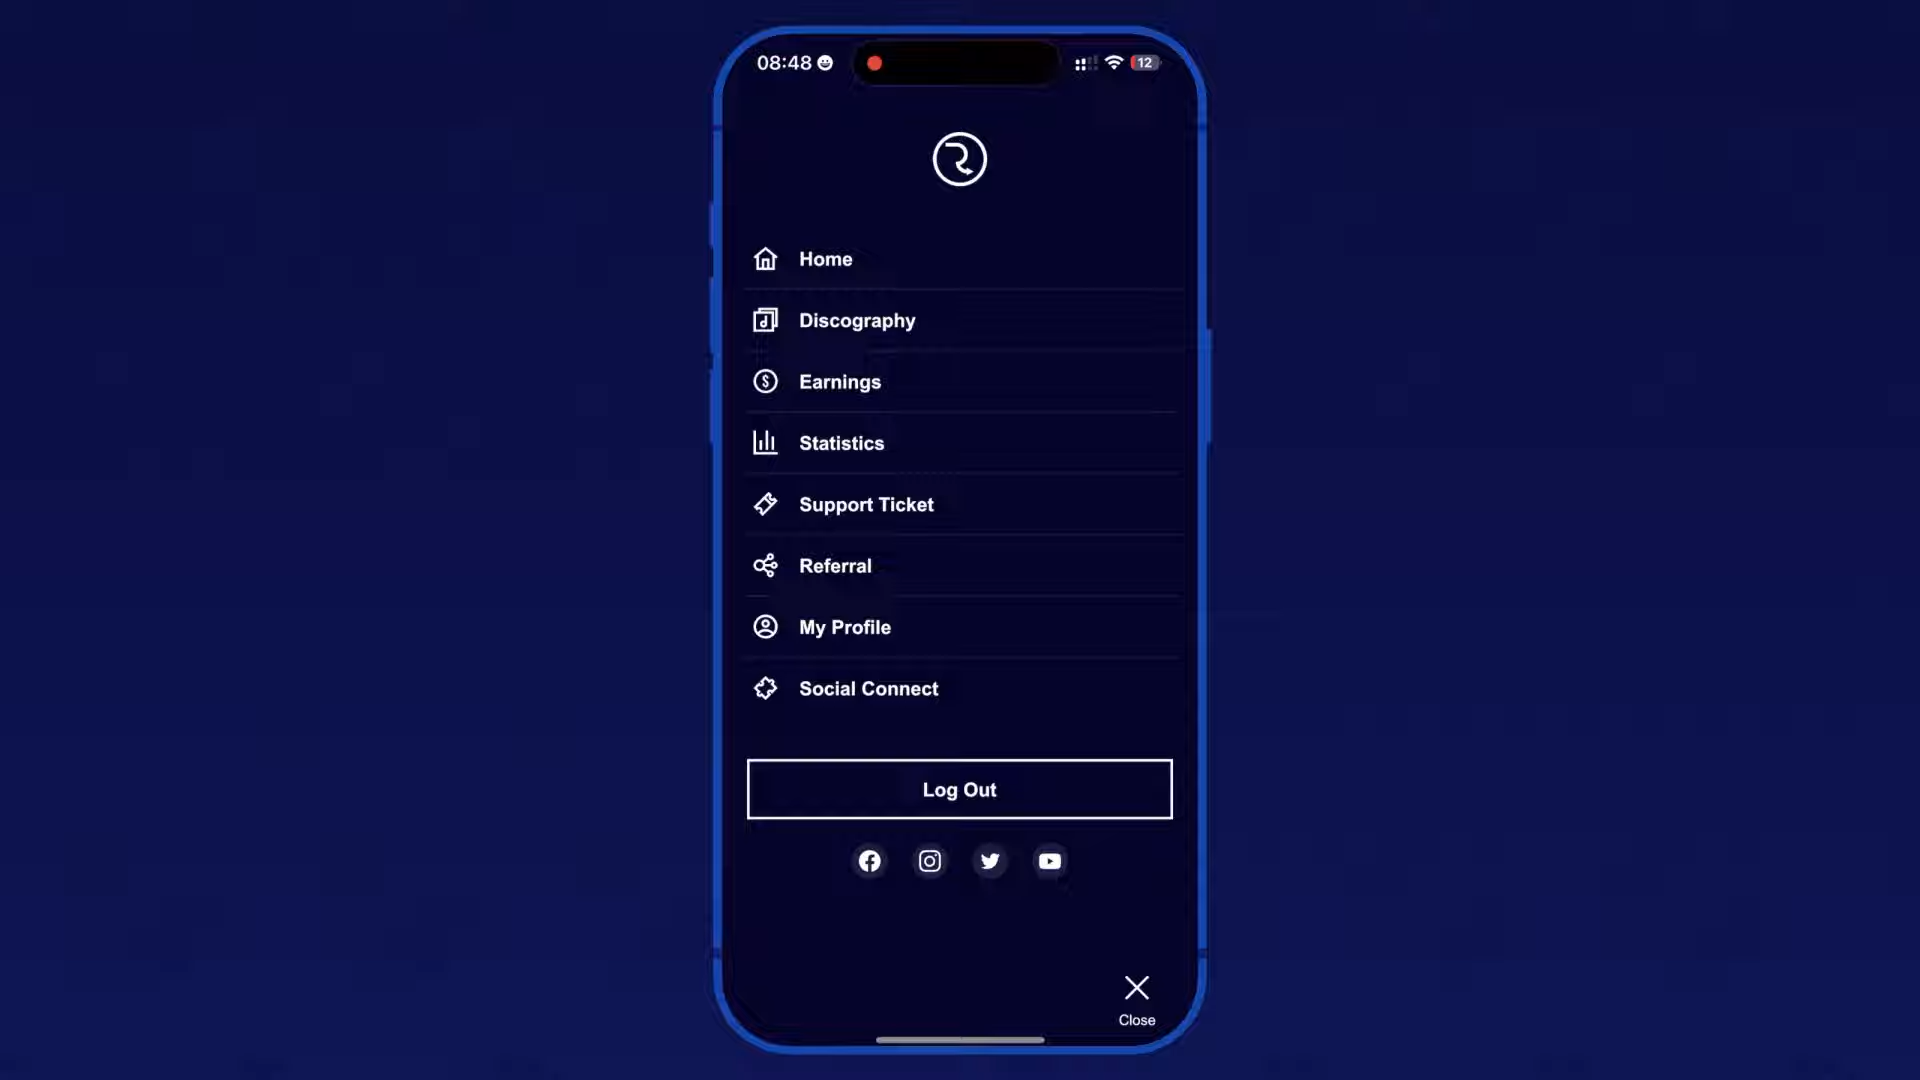 08:48
12
Home
Discography
Earnings
Statistics
Support Ticket
Referral
My Profile
Social Connect
Log Out
Close